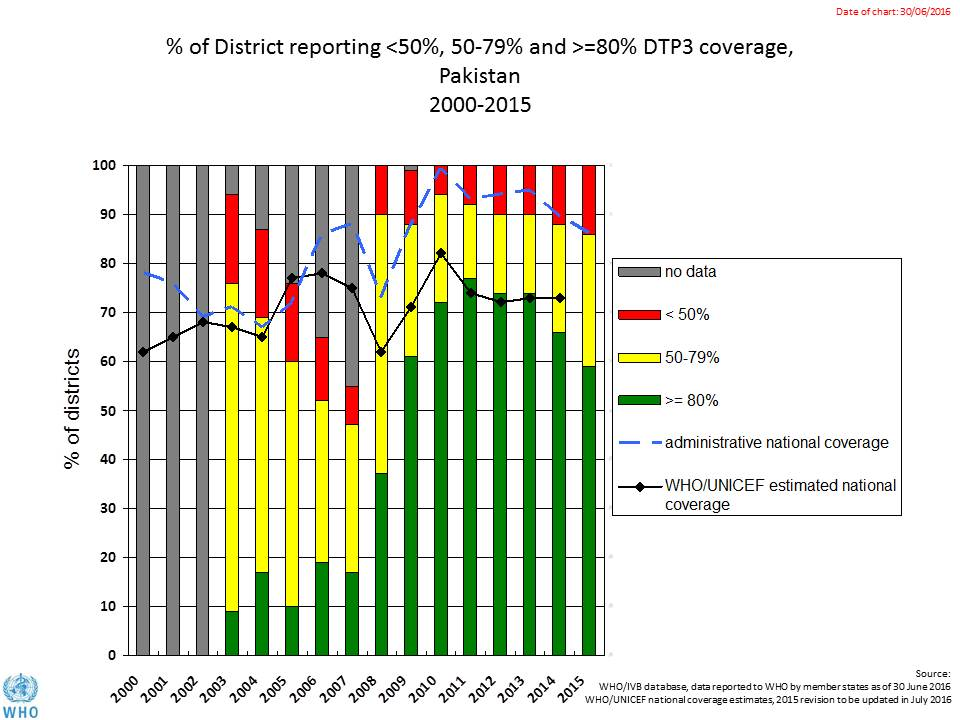 Date of chart: 30/06/2016
% of District reporting <50%, 50-79% and >=80% DTP3 coverage,
Pakistan
2000-2015
% of districts
100
90
80
70
60
50
40
30
20
10
0
2000
2001
2002
2003
2004
2005
2006
2007
2008
2009
2010
2011
2012
2013
2014
2015
no data
< 50%
50-79%
>= 80%
administrative national coverage
WHO/UNICEF estimated national
coverage
WHO
Source:
WHO/IVB database, data reported to WHO by member states as of 30 June 2016
WHO/UNICEF national coverage estimates, 2015 revision to be updated in July 2016